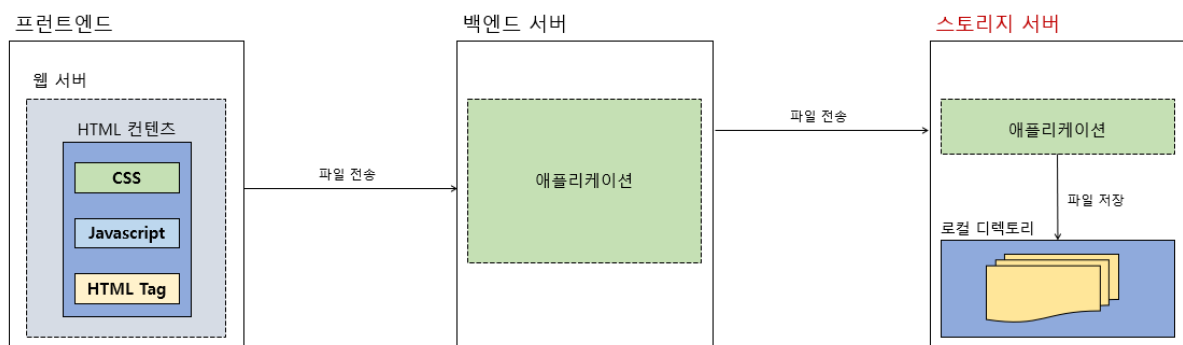 프런트엔드
웹 서버
HTML 컨텐츠
CSS
Javascript
HTML Tag
파일 전송
백엔드 서버
애플리케이션
파일 전송
스토리지 서버
애플리케이션
파일 저장
로컬 디렉토리